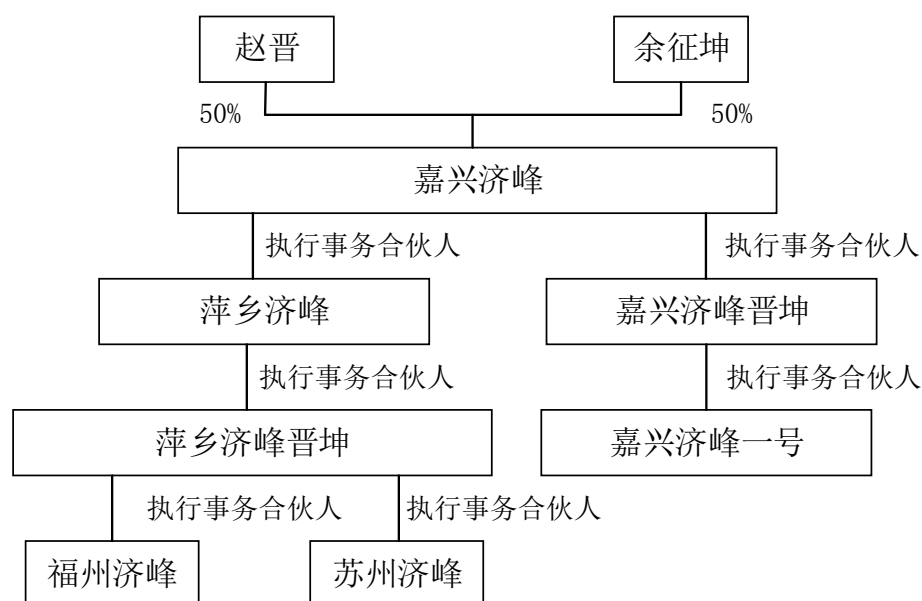 赵晋
余征坤
50%
50%
嘉兴济峰
执行事务合伙人
执行事务合伙人
萍乡济峰
嘉兴济峰晋坤
执行事务合伙人
执行事务合伙人
萍乡济峰晋坤
嘉兴济峰一号
执行事务合伙人
执行事务合伙人
福州济峰
苏州济峰